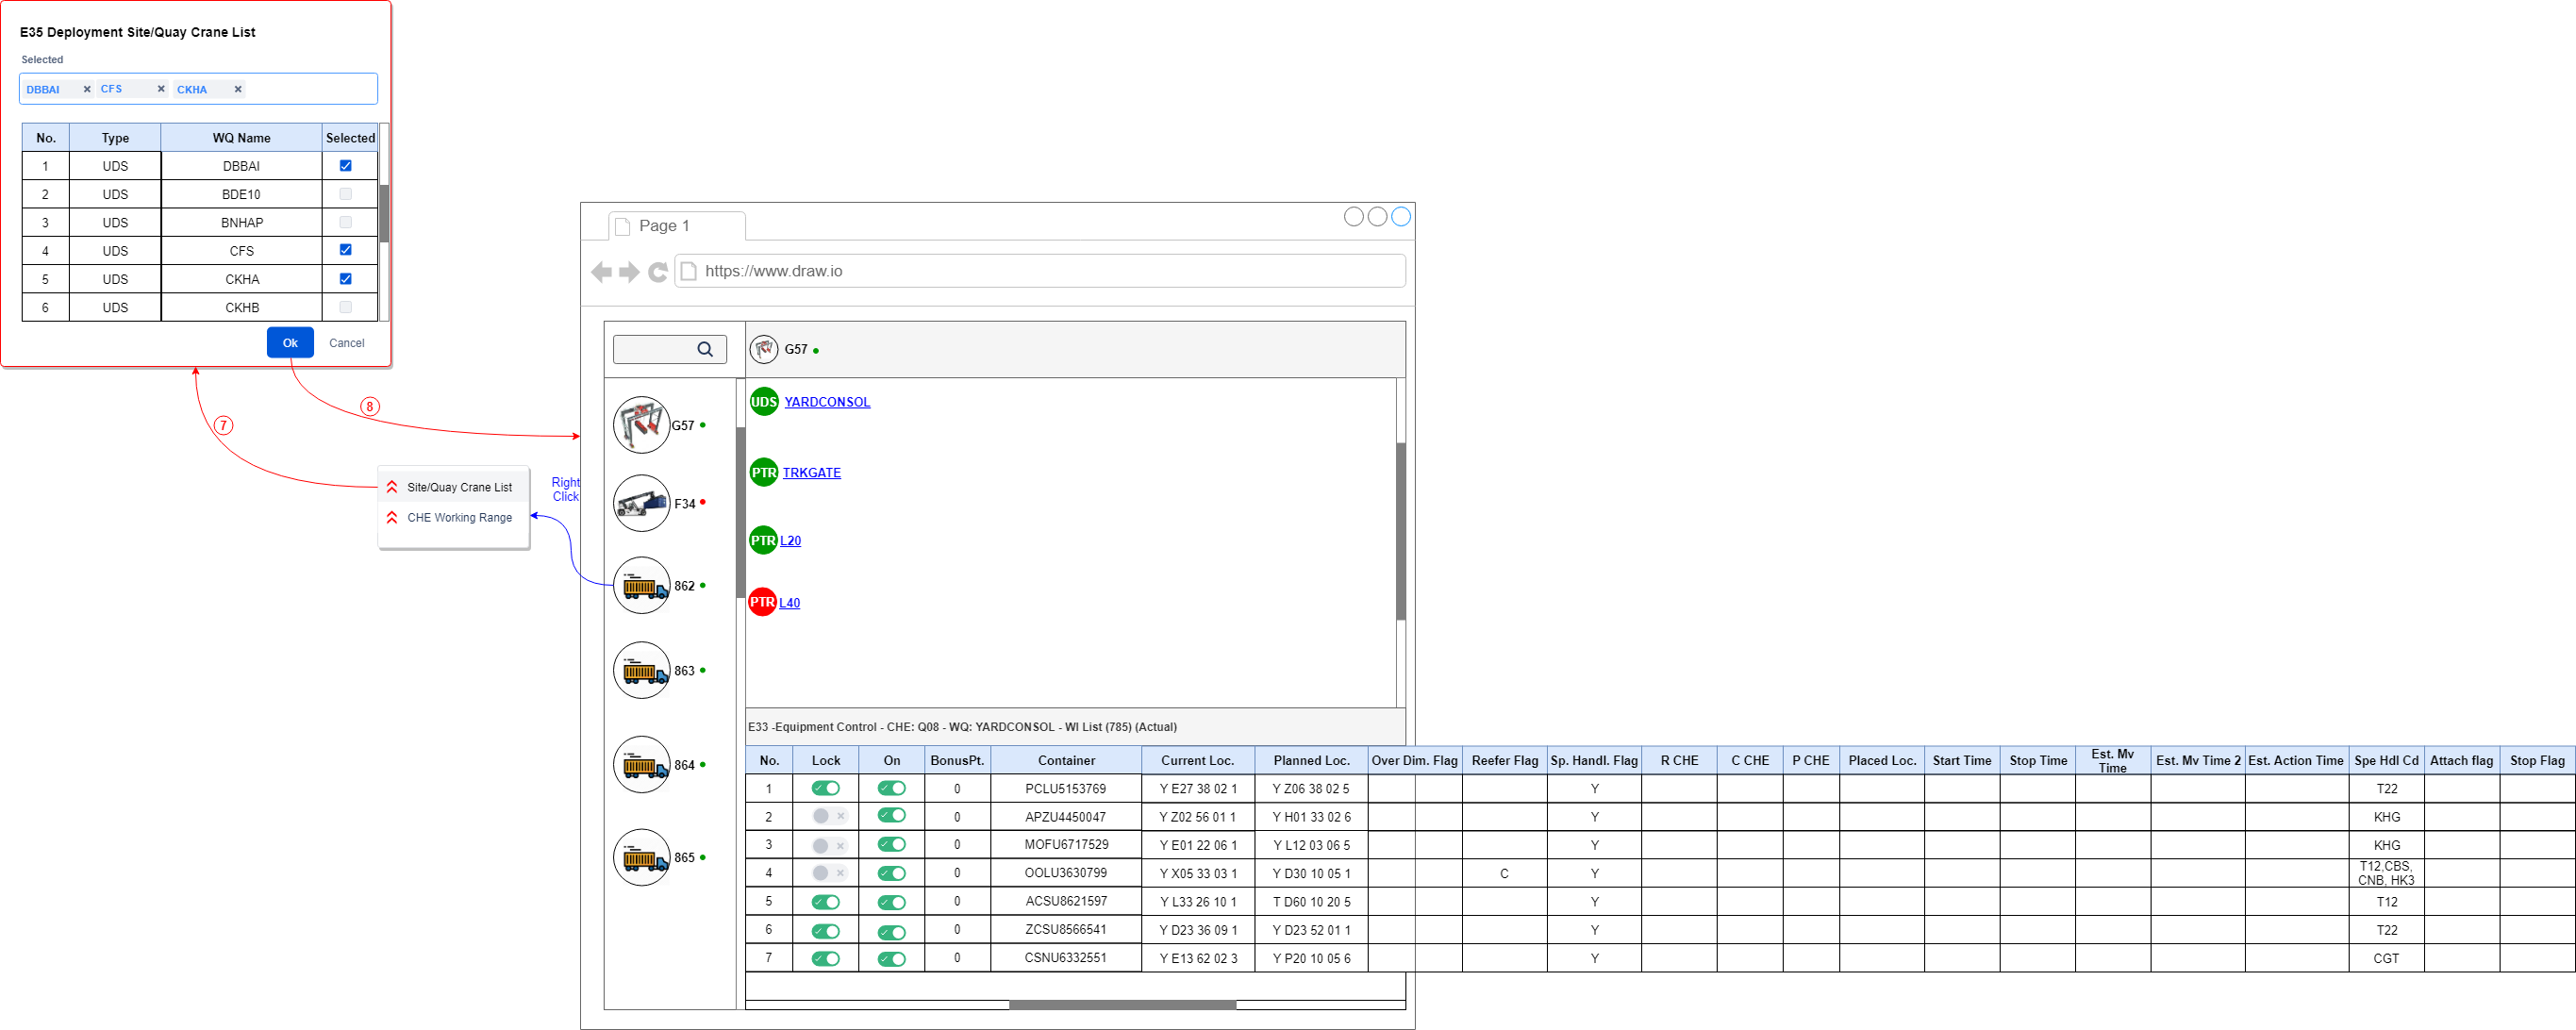 E35 Deployment Site/Quay Crane List
Selected
DBBAI CFS CKHA
No. Type WQ Name Selected
1 UDS DBBAI
2 UDS BDE10
3 UDS BNHAP
4 UDS CFS
5 UDS CKHA
6 UDS CKHB
Ok Cancel
7
8
Site/Quay Crane List
CHE Working Range
Right
Click
Page 1
https://www.draw.io
G57
F34
862
863
864
865
G57
UDS YARDCONSOL
PTR TRKGATE
PTR L20
PTR L40
E33 -Equipment Control - CHE: Q08 - WQ: YARDCONSOL - WI List (785) (Actual)
No. Lock On BonusPt. Container Current Loc. Planned Loc. Over Dim. Flag Reefer Flag Sp. Handl. Flag R CHE C CHE P CHE Placed Loc. Start Time Stop Time Est. Mv Time Est. Mv Time 2 Est. Action Time Spe Hdl Cd Attach flag Stop Flag
1 0 PCLU5153769 Y E27 38 02 1 Y Z06 38 02 5 Y T22
2 0 APZU4450047 Y Z02 56 01 1 Y H01 33 02 6 Y KHG
3 0 MOFU6717529 Y E01 22 06 1 Y L12 03 06 5 Y KHG
4 0 OOLU3630799 Y X05 33 03 1 Y D30 10 05 1 C Y T12,CBS, CNB, HK3
5 0 ACSU8621597 Y L33 26 10 1 T D60 10 20 5 Y T12
6 0 ZCSU8566541 Y D23 36 09 1 Y D23 52 01 1 Y T22
7 0 CSNU6332551 Y E13 62 02 3 Y P20 10 05 6 Y CGT